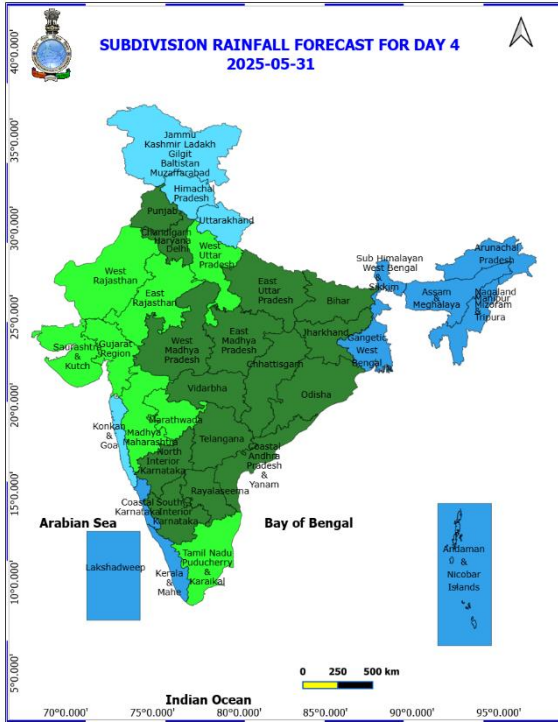 SUBDIVISION RAINFALL FORECAST FOR DAY 4
2025-05-31
40°0.000'
35°0.000'
30°0.000'
25°0.000'
20°0.000'
15°0.000'
10°0.000'
5°0.000'
Jammu
Kashmir Ladakh
Gilgit
Baltistan
Muzaffarabad
Himachal
Pradesh
Uttarakhand
Punjab
Chandigarh
Haryana
Delhi
West
Uttar
Pradesh
West
Rajasthan
East
Rajasthan
East
Uttar
Pradesh
Bihar
Sub Himalayan
West Bengal
&
Sikkim
Arunachal
Pradesh
Assam
&
Meghalaya
Nagaland
Manipur
Mizoram
&
Tripura
Saurashtra
&
Kutch
Gujarat
Region
West
Madhya
Pradesh
East
Madhya
Pradesh
Jharkhand
Gangetic
West
Bengal
Chhattisgarh
Vidarbha
Odisha
Konkan
&
Goa
Madhya
Maharashtra
Marathwada
Telangana
North
Interior
Karnataka
Coastal
Andhra
Pradesh
&
Yanam
Rayalaseema
Coastal
Karnataka
South
Interior
Karnataka
Arabian Sea
Bay of Bengal
Lakshadweep
Kerala
&
Mahe
Tamil Nadu
Puducherry
&
Karaikal
Andaman
&
Nicobar
Islands
0 250 500 km
Indian Ocean
70°0.000' 75°0.000' 80°0.000' 85°0.000' 90°0.000' 95°0.000'